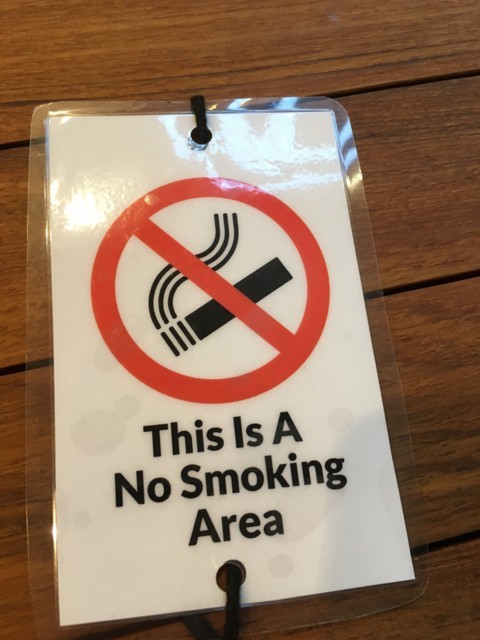 This Is A
No Smoking
Area